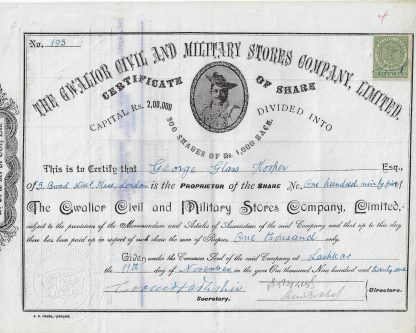 No. 195
THE GWALIOR CIVIL AND MILITARY STORES COMPANY, LIMITED.
CERTIFICATE OF SHARE
CAPITAL Rs. 2,00,000 DIVIDED INTO
200 SHARES OF Rs 1,000 EACH.
This is to Certify that George Glass Hooper Esq.,
of 5, Broad Street Place, London is the PROPRIETOR OF THE SHARE No. One hundred ninty five of
The Gwalior Civil and Military Stores Company, Limited,
subject to the provisions of the Memorandum and Articles of Association of the said Company and that up to this day
there has been paid up in respect of such share the sum of Rupees One thousand only.
Given under the Common Seal of the said Company at Lashkar
the 11th day of November in the year One thousand Nine hundred and twenty one
Secretary.
Directors.